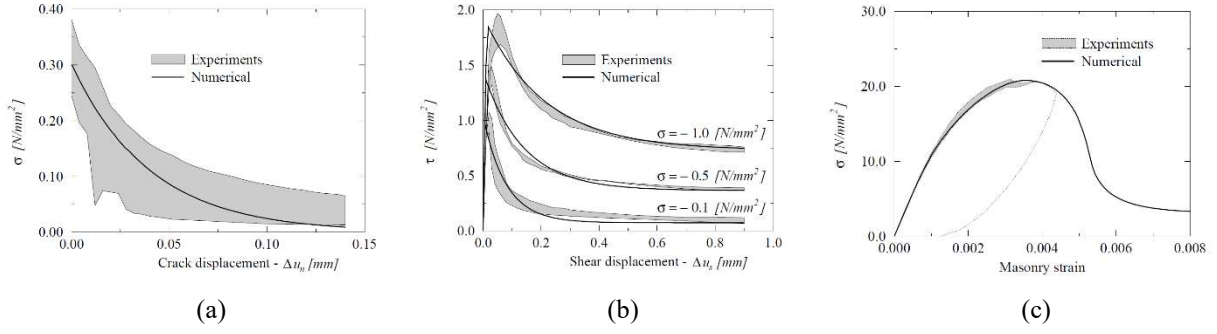 0.40
0.30
0.20
0.10
0.00
σ [N/mm²]
Experiments
Numerical
0.00 0.05 0.10 0.15
Crack displacement - Δuₙ [mm]
(a)
2.0
1.5
1.0
0.5
0.0
τ [N/mm²]
Experiments
Numerical
σ = − 1.0 [N/mm²]
σ = − 0.5 [N/mm²]
σ = − 0.1 [N/mm²]
0.0 0.2 0.4 0.6 0.8 1.0
Shear displacement - Δuₛ [mm]
(b)
30.0
20.0
10.0
0.0
σ [N/mm²]
Experiments
Numerical
0.000 0.002 0.004 0.006 0.008
Masonry strain
(c)